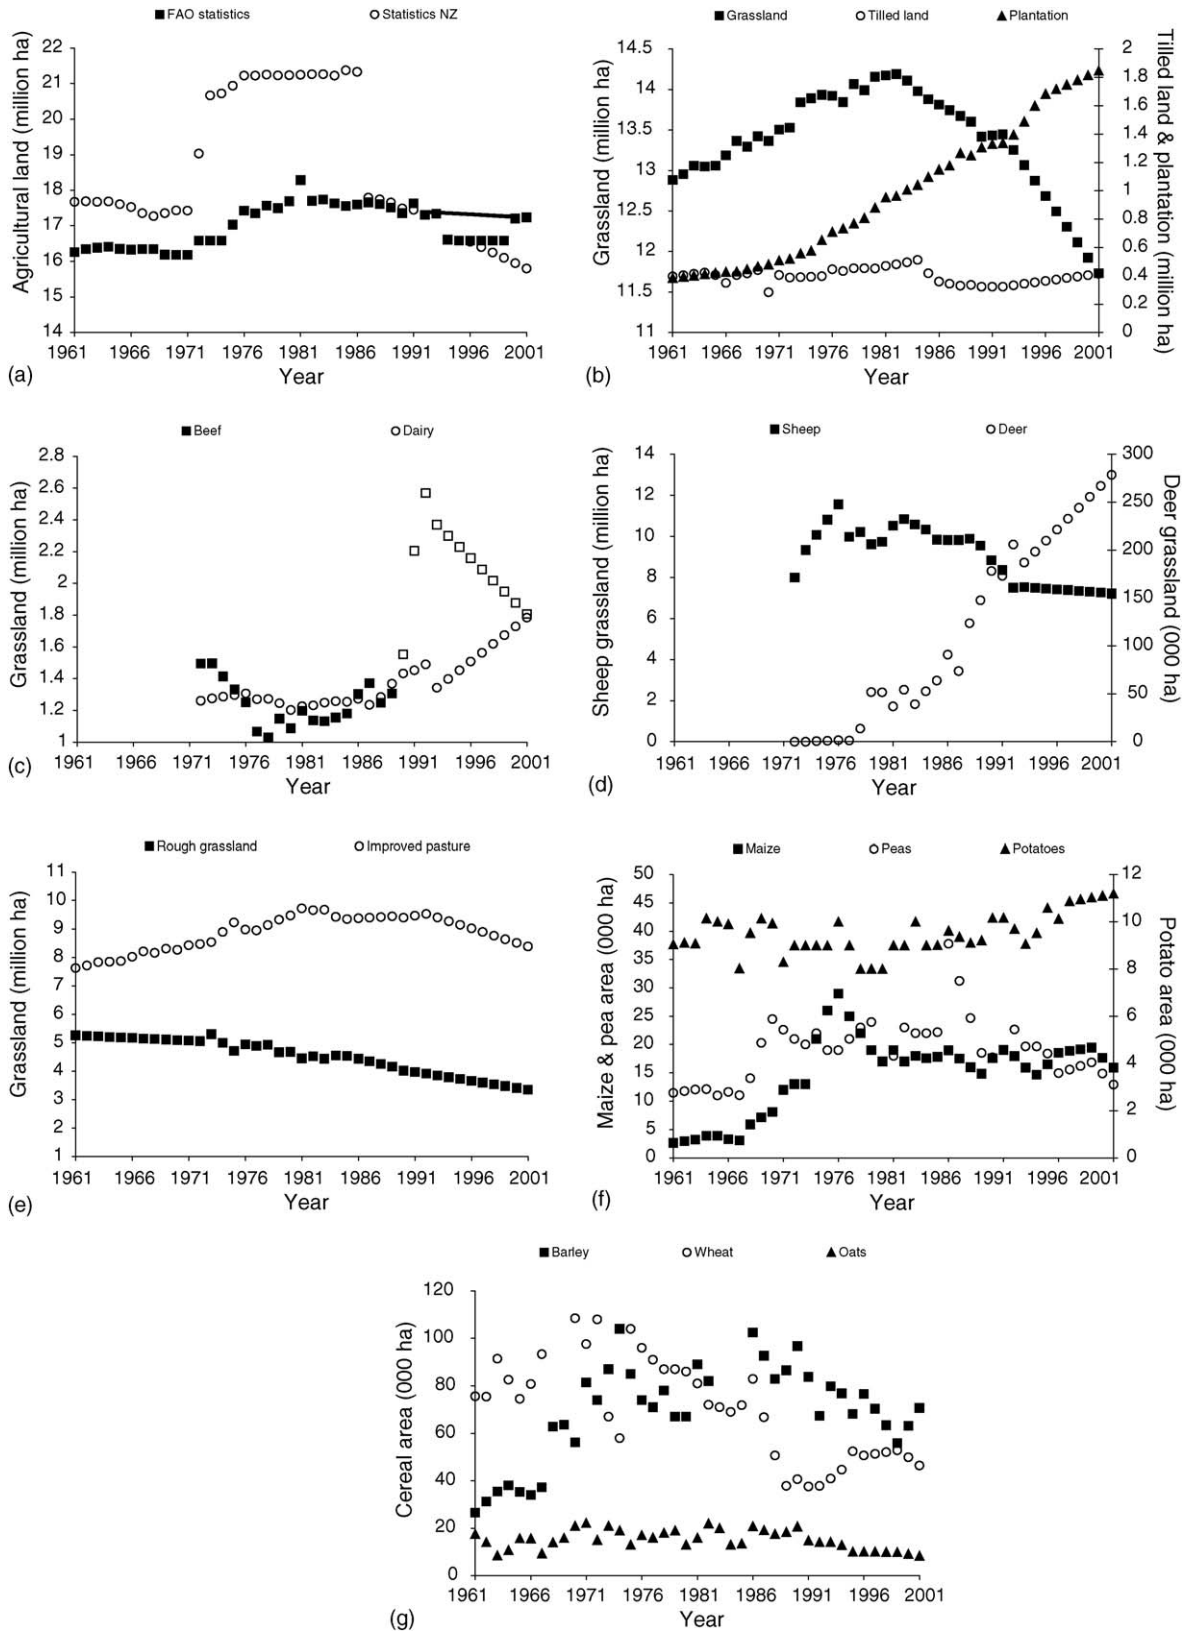 FAO statistics Statistics NZ
Agricultural land (million ha)
22
21
20
19
18
17
16
15
14
1961 1966 1971 1976 1981 1986 1991 1996 2001
Year
(a)
Grassland Tilled land Plantation
Grassland (million ha)
14.5
14
13.5
13
12.5
12
11.5
11
2
1.8
1.6
1.4
1.2
1
0.8
0.6
0.4
0.2
0
Tilled land & plantation (million ha)
1961 1966 1971 1976 1981 1986 1991 1996 2001
Year
(b)
Beef Dairy
Grassland (million ha)
2.8
2.6
2.4
2.2
2
1.8
1.6
1.4
1.2
1
1961 1966 1971 1976 1981 1986 1991 1996 2001
Year
(c)
Sheep Deer
Sheep grassland (million ha)
14
12
10
8
6
4
2
0
300
250
200
150
100
50
0
Deer grassland (000 ha)
1961 1966 1971 1976 1981 1986 1991 1996 2001
Year
(d)
Rough grassland Improved pasture
Grassland (million ha)
11
10
9
8
7
6
5
4
3
2
1
1961 1966 1971 1976 1981 1986 1991 1996 2001
Year
(e)
Maize Peas Potatoes
Maize & pea area (000 ha)
50
45
40
35
30
25
20
15
10
5
0
12
10
8
6
4
2
0
Potato area (000 ha)
1961 1966 1971 1976 1981 1986 1991 1996 2001
Year
(f)
Barley Wheat Oats
Cereal area (000 ha)
120
100
80
60
40
20
0
1961 1966 1971 1976 1981 1986 1991 1996 2001
Year
(g)